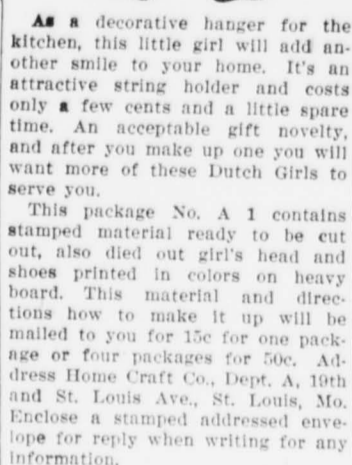 As a decorative hanger for the
kitchen, this little girl will add an-
other smile to your home. It's an
attractive string holder and costs
only a few cents and a little spare
time. An acceptable gift novelty,
and after you make up one you will
want more of these Dutch Girls to
serve you.
This package No. A 1 contains
stamped material ready to be cut
out, also died out girl's head and
shoes printed in colors on heavy
board. This material and direc-
tions how to make it up will be
mailed to you for 15c for one pack-
age or four packages for 50c. Ad-
dress Home Craft Co., Dept. A, 19th
and St. Louis Ave., St. Louis, Mo.
Enclose a stamped addressed enve-
lope for reply when writing for any
information.